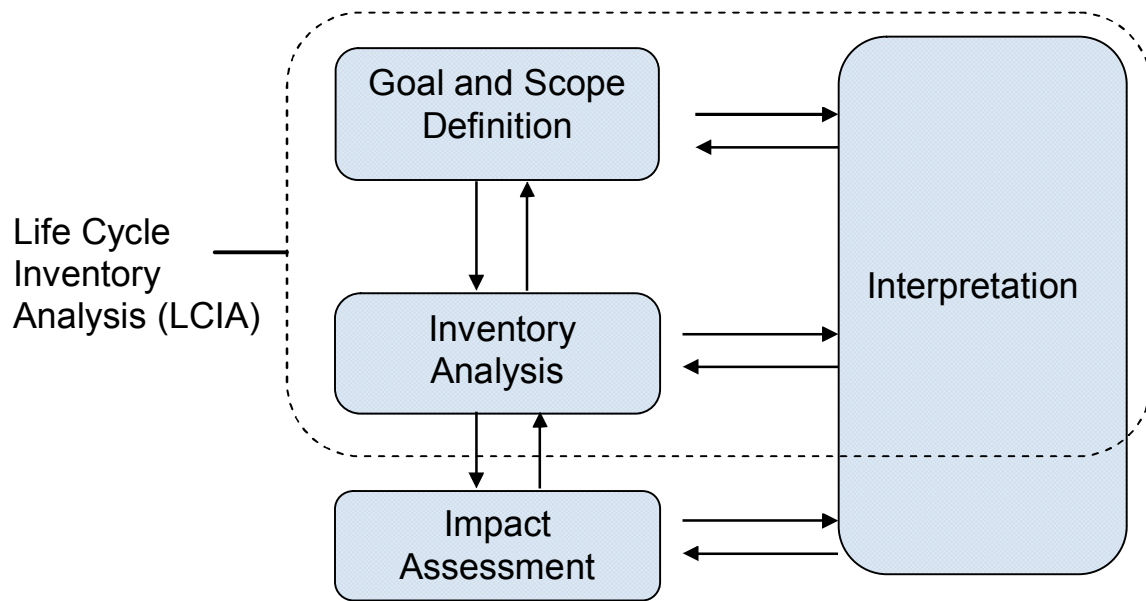 Goal and Scope
Definition
Life Cycle
Inventory
Analysis (LCIA)
Interpretation
Inventory
Analysis
Impact
Assessment